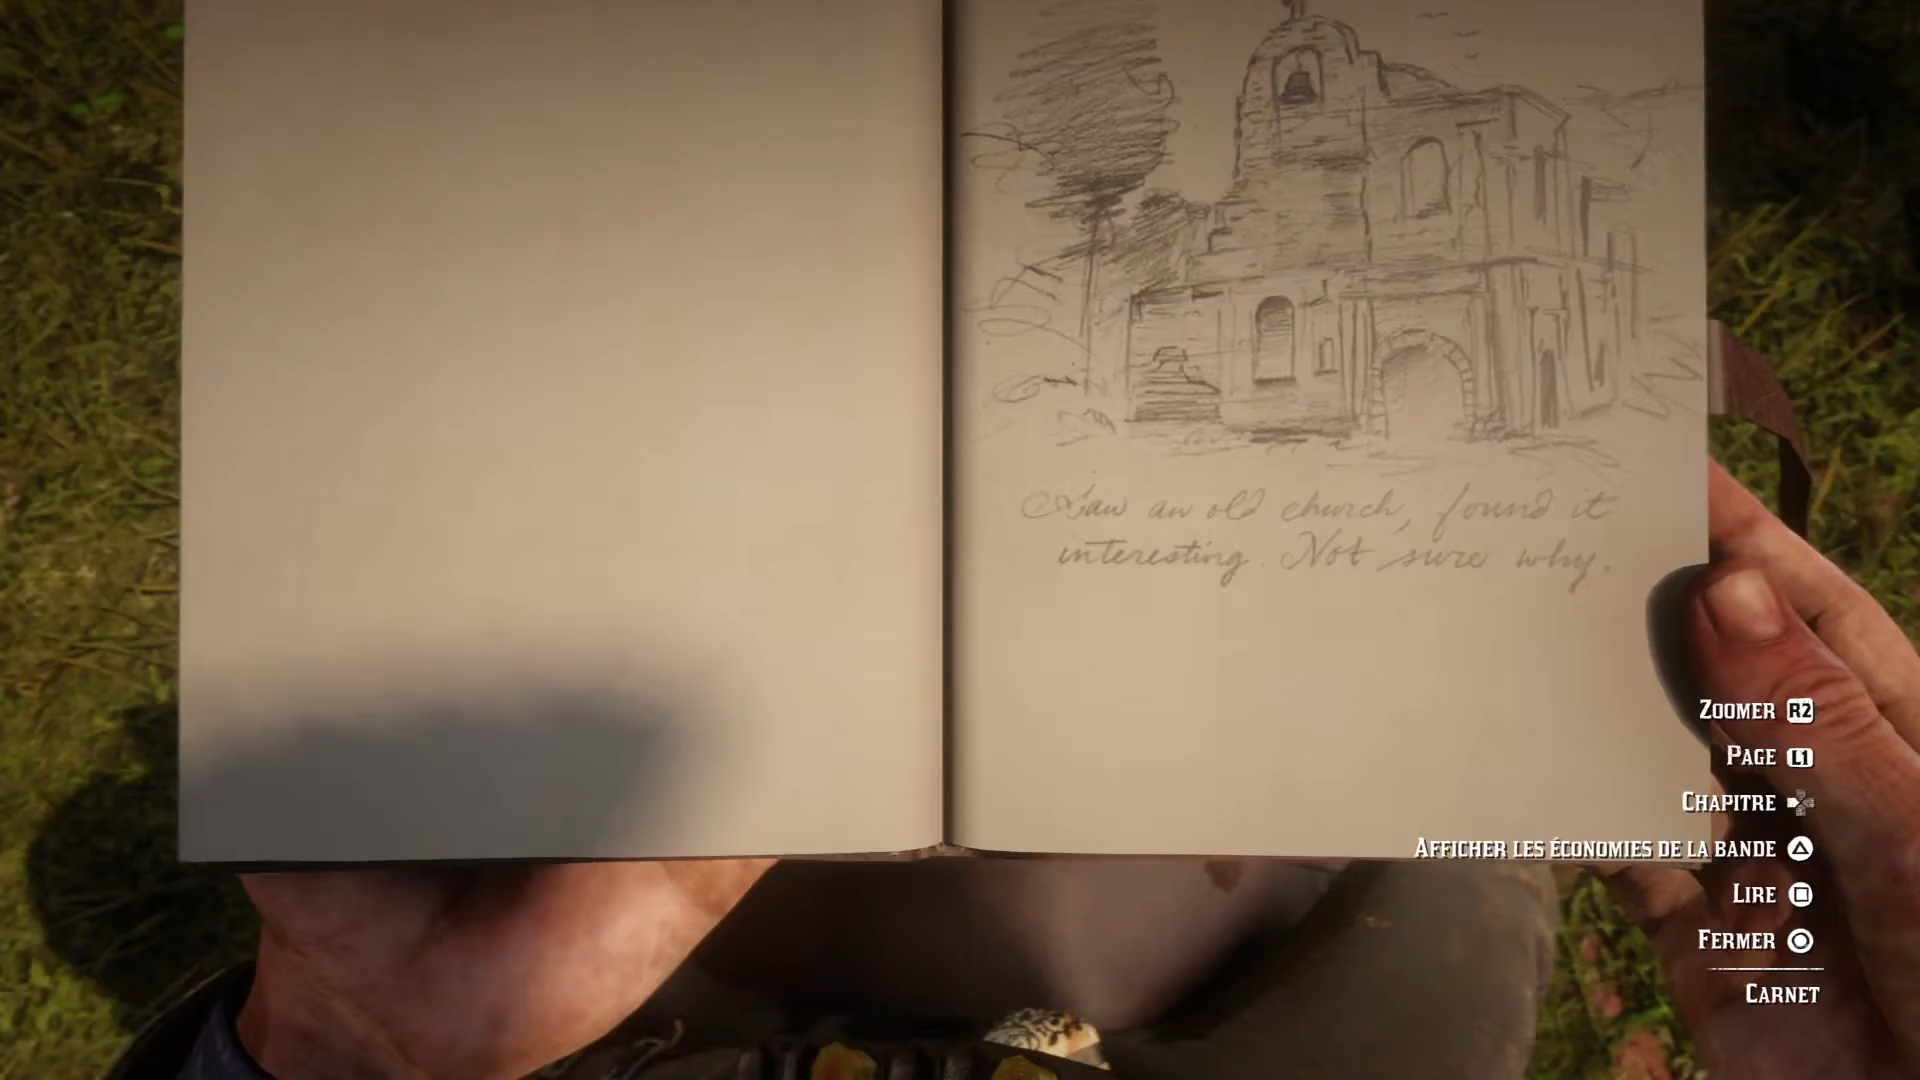 Saw an old church, found it
interesting. Not sure why.
ZOOMER R2
PAGE L1
CHAPITRE
AFFICHER LES ÉCONOMIES DE LA BANDE
LIRE
FERMER
CARNET